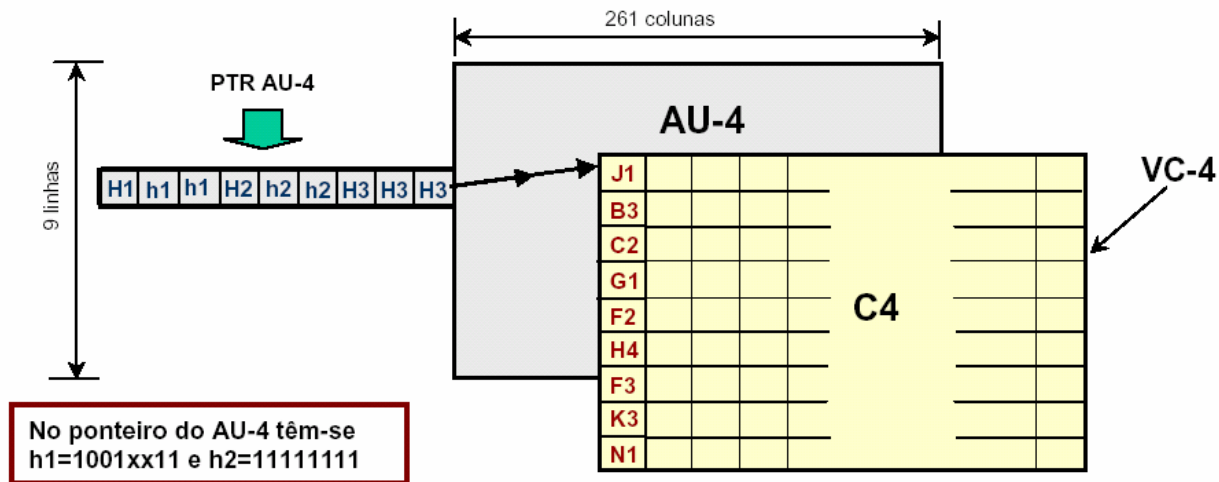 261 colunas
PTR AU-4
AU-4
9 linhas
H1 h1 h1 H2 h2 h2 H3 H3 H3
J1
VC-4
B3
C2
G1
C4
F2
H4
F3
K3
N1
No ponteiro do AU-4 têm-se
h1=1001xx11 e h2=11111111